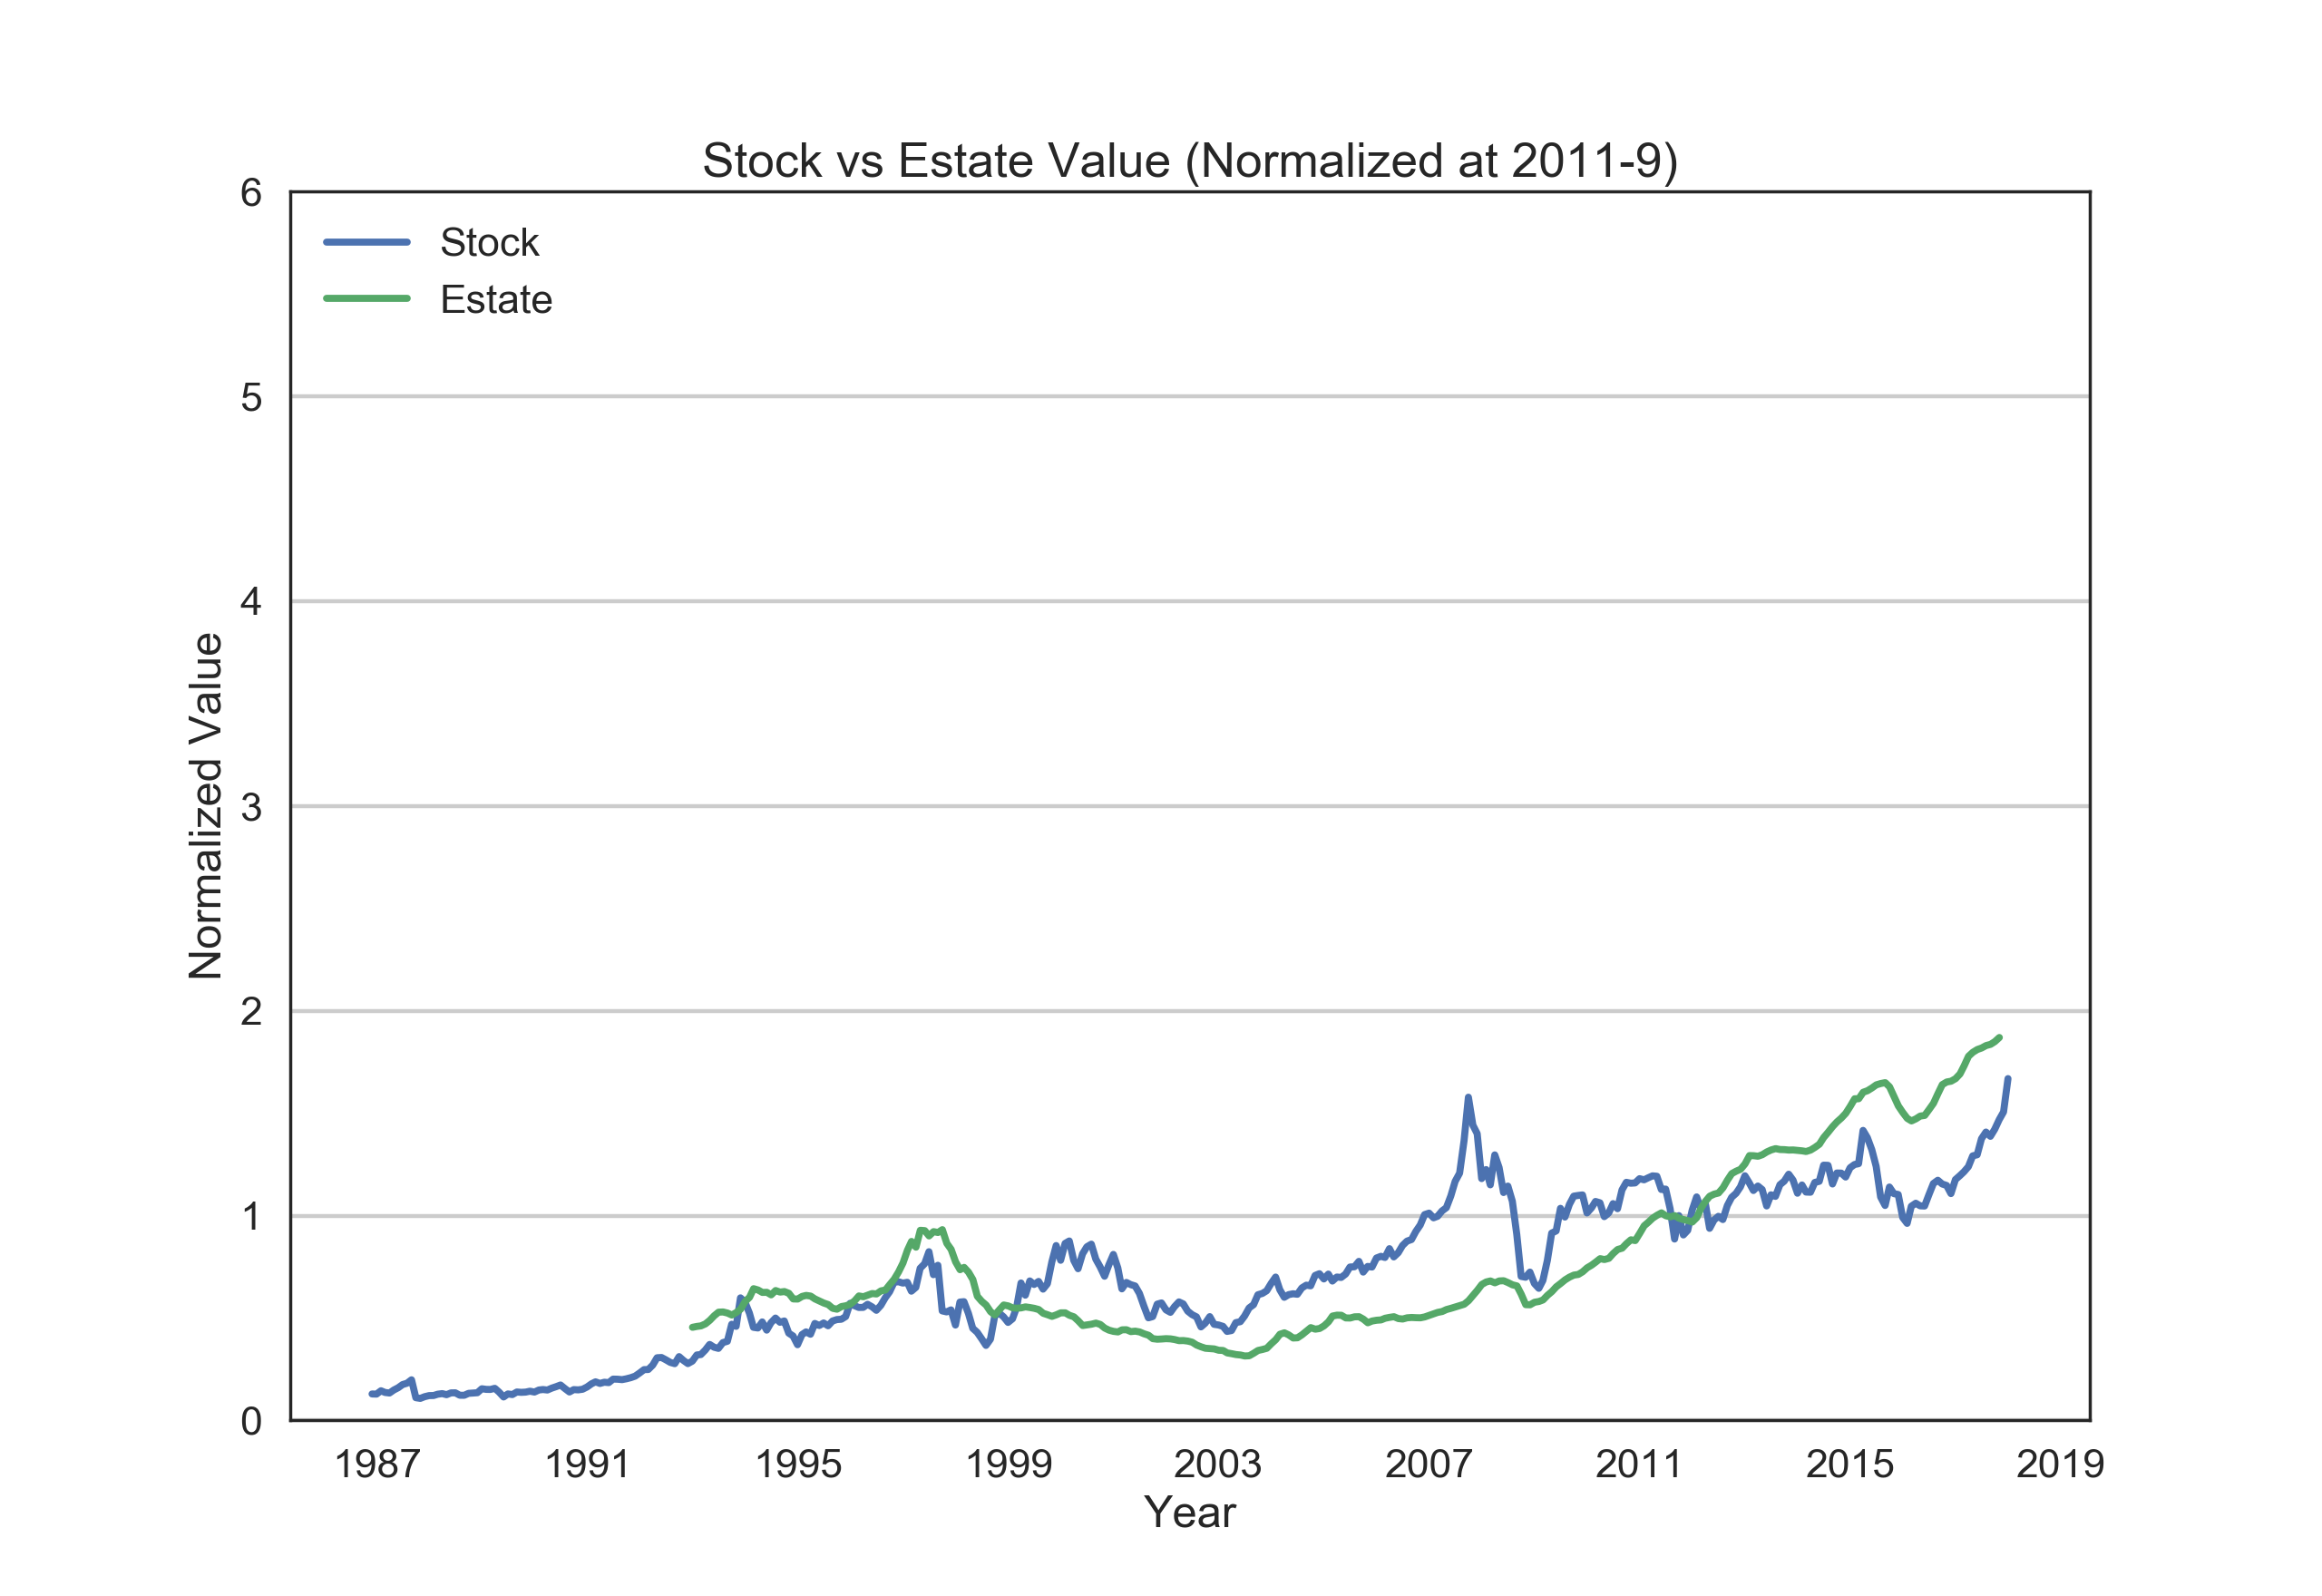 Stock vs Estate Value (Normalized at 2011-9)
Stock
Estate
6
5
4
3
2
1
0
Normalized Value
1987 1991 1995 1999 2003 2007 2011 2015 2019
Year